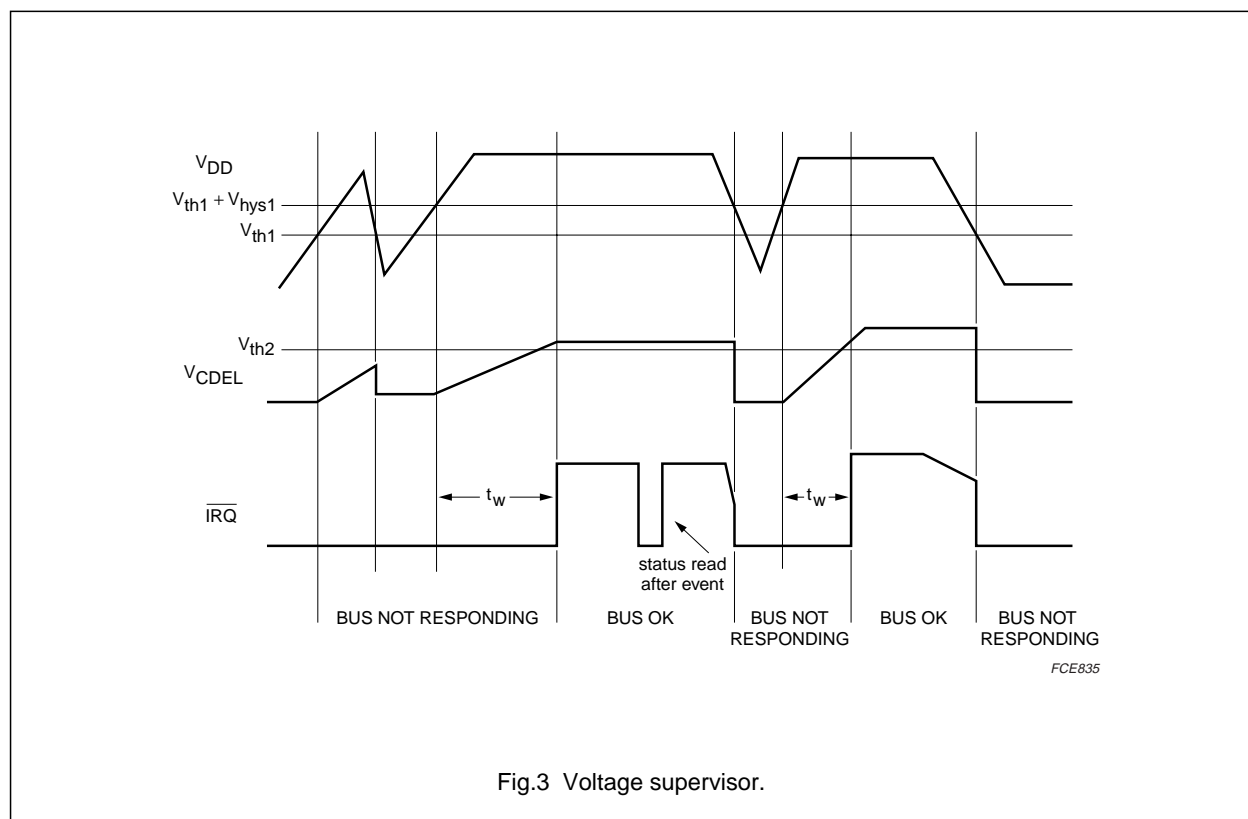 VDD
Vth1 + Vhys1
Vth1
Vth2
VCDEL
IRQ
tw
tw
status read
after event
BUS NOT RESPONDING
BUS OK
BUS NOT
RESPONDING
BUS OK
BUS NOT
RESPONDING
FCE835
Fig.3 Voltage supervisor.